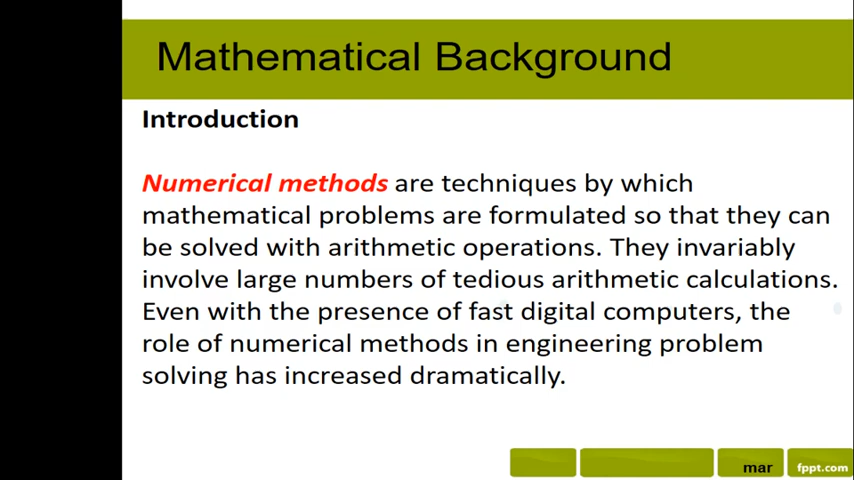 Mathematical Background
Introduction
Numerical methods are techniques by which
mathematical problems are formulated so that they can
be solved with arithmetic operations. They invariably
involve large numbers of tedious arithmetic calculations.
Even with the presence of fast digital computers, the
role of numerical methods in engineering problem
solving has increased dramatically.
mar
fppt.com